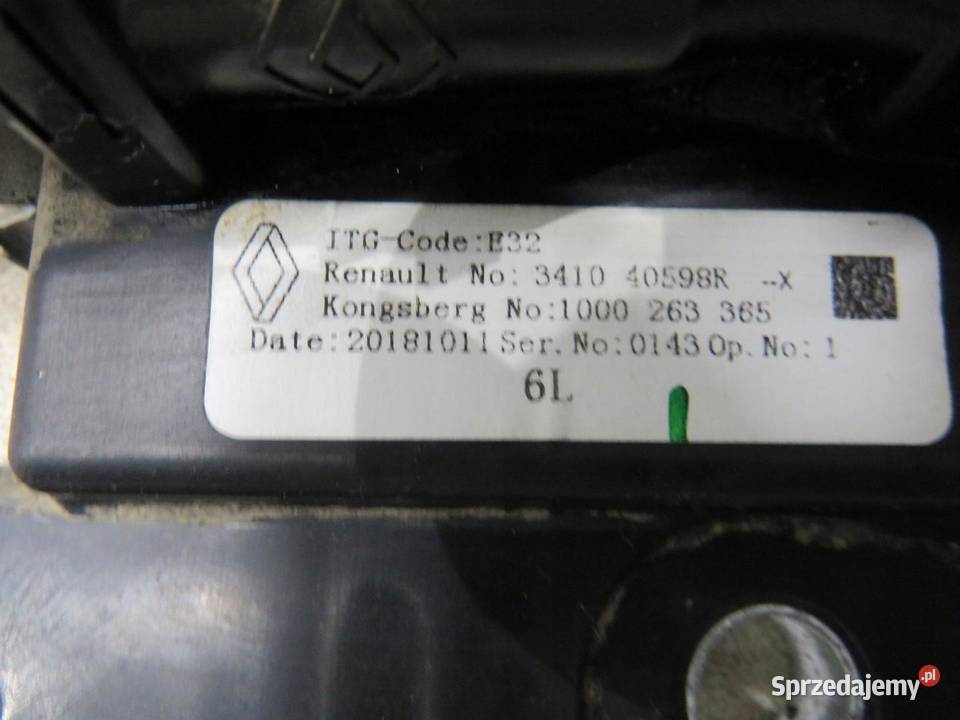 ITG-Code:E32
Renault No: 3410 40598R --X
Kongsberg No:1000 263 365
Date:20181011 Ser.No:0143 Op.No: 1
6L
Sprzedajemy.pl